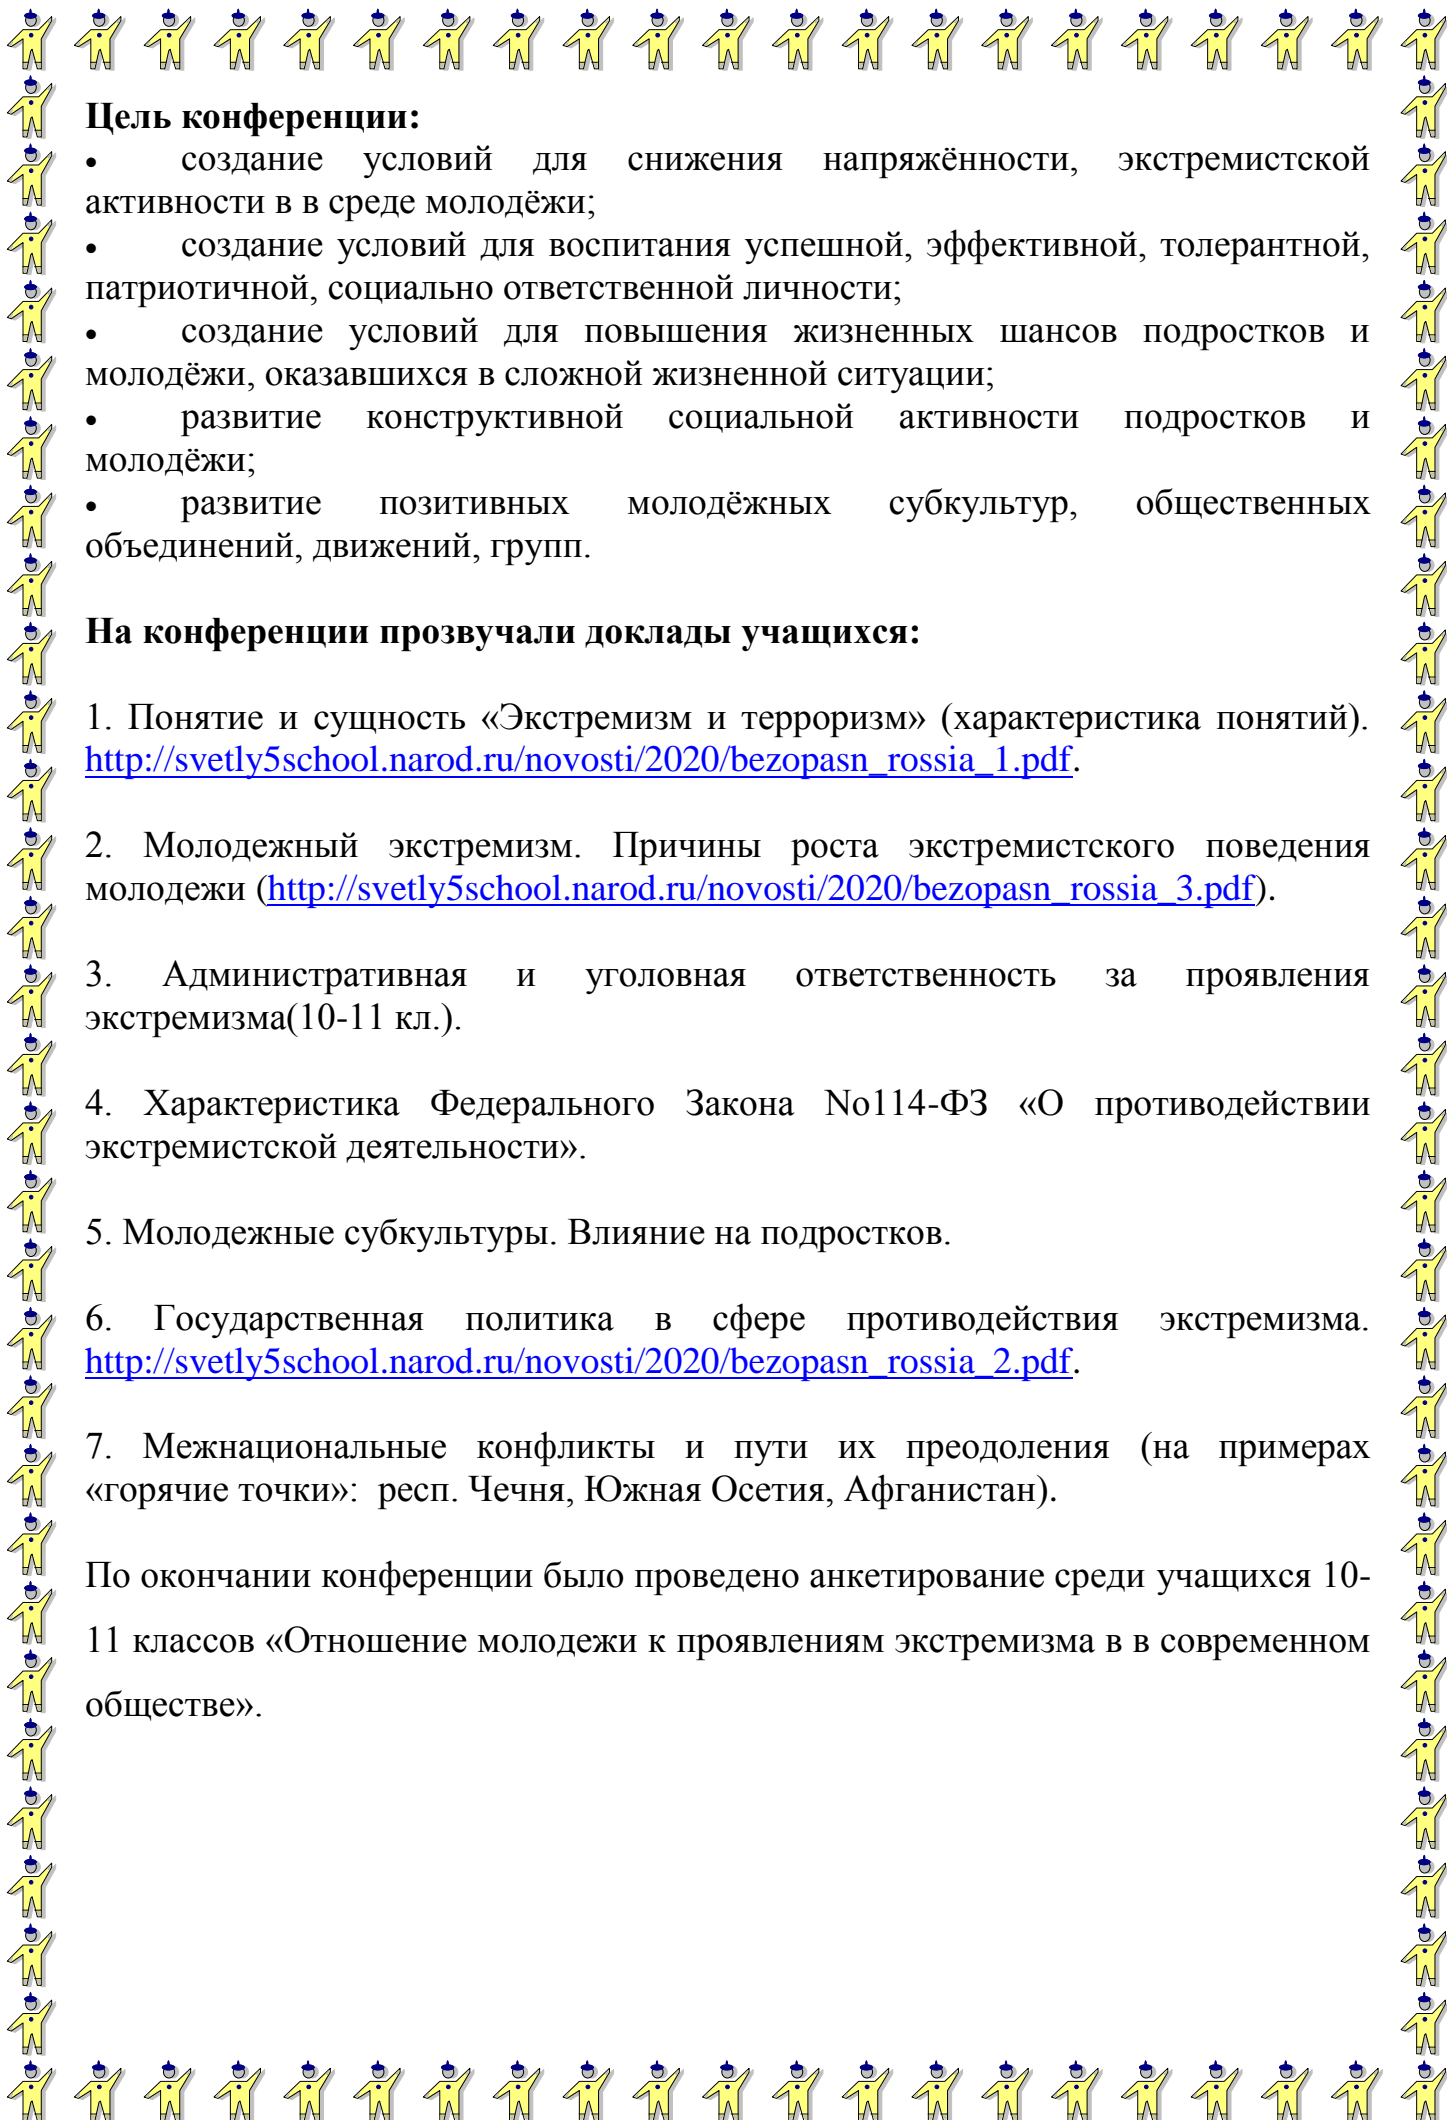 Цель конференции:
• создание условий для снижения напряжённости, экстремистской
активности в в среде молодёжи;
• создание условий для воспитания успешной, эффективной, толерантной,
патриотичной, социально ответственной личности;
• создание условий для повышения жизненных шансов подростков и
молодёжи, оказавшихся в сложной жизненной ситуации;
• развитие конструктивной социальной активности подростков и
молодёжи;
• развитие позитивных молодёжных субкультур, общественных
объединений, движений, групп.
На конференции прозвучали доклады учащихся:
1. Понятие и сущность «Экстремизм и терроризм» (характеристика понятий).
http://svetly5school.narod.ru/novosti/2020/bezopasn_rossia_1.pdf.
2. Молодежный экстремизм. Причины роста экстремистского поведения
молодежи (http://svetly5school.narod.ru/novosti/2020/bezopasn_rossia_3.pdf).
3. Административная и уголовная ответственность за проявления
экстремизма(10-11 кл.).
4. Характеристика Федерального Закона No114-ФЗ «О противодействии
экстремистской деятельности».
5. Молодежные субкультуры. Влияние на подростков.
6. Государственная политика в сфере противодействия экстремизма.
http://svetly5school.narod.ru/novosti/2020/bezopasn_rossia_2.pdf.
7. Межнациональные конфликты и пути их преодоления (на примерах
«горячие точки»: респ. Чечня, Южная Осетия, Афганистан).
По окончании конференции было проведено анкетирование среди учащихся 10-
11 классов «Отношение молодежи к проявлениям экстремизма в в современном
обществе».